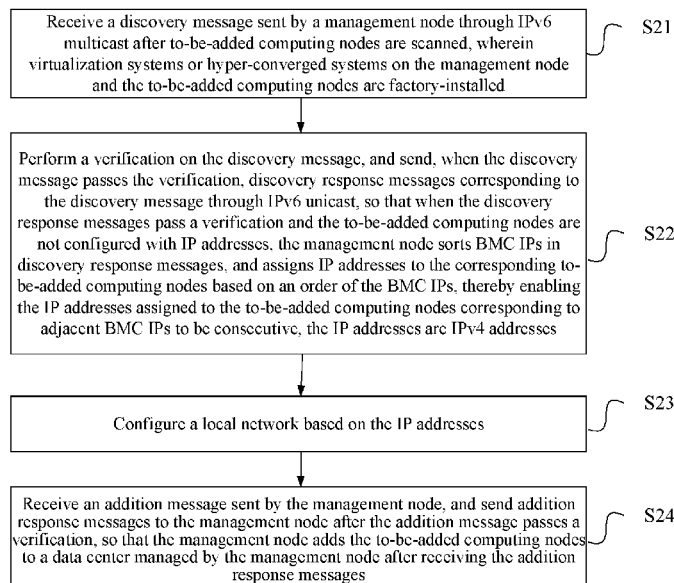 Receive a discovery message sent by a management node through IPv6
multicast after to-be-added computing nodes are scanned, wherein
virtualization systems or hyper-converged systems on the management node
and the to-be-added computing nodes are factory-installed
S21
Perform a verification on the discovery message, and send, when the discovery
message passes the verification, discovery response messages corresponding to
the discovery message through IPv6 unicast, so that when the discovery
response messages pass a verification and the to-be-added computing nodes are
not configured with IP addresses, the management node sorts BMC IPs in
discovery response messages, and assigns IP addresses to the corresponding to-
be-added computing nodes based on an order of the BMC IPs, thereby enabling
the IP addresses assigned to the to-be-added computing nodes corresponding to
adjacent BMC IPs to be consecutive, the IP addresses are IPv4 addresses
S22
Configure a local network based on the IP addresses
S23
Receive an addition message sent by the management node, and send addition
response messages to the management node after the addition message passes a
verification, so that the management node adds the to-be-added computing nodes
to a data center managed by the management node after receiving the addition
response messages
S24